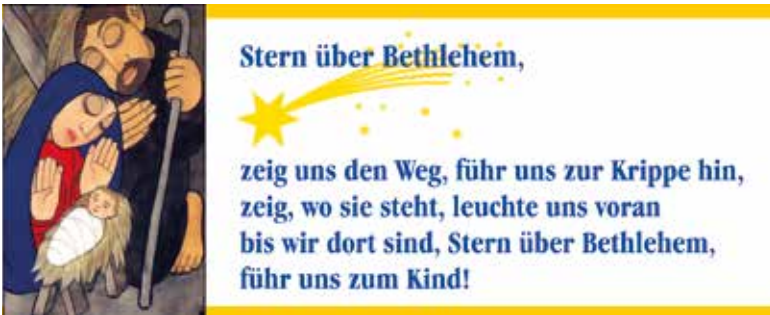 Stern über Bethlehem,
zeig uns den Weg, führ uns zur Krippe hin,
zeig, wo sie steht, leuchte uns voran
bis wir dort sind, Stern über Bethlehem,
führ uns zum Kind!